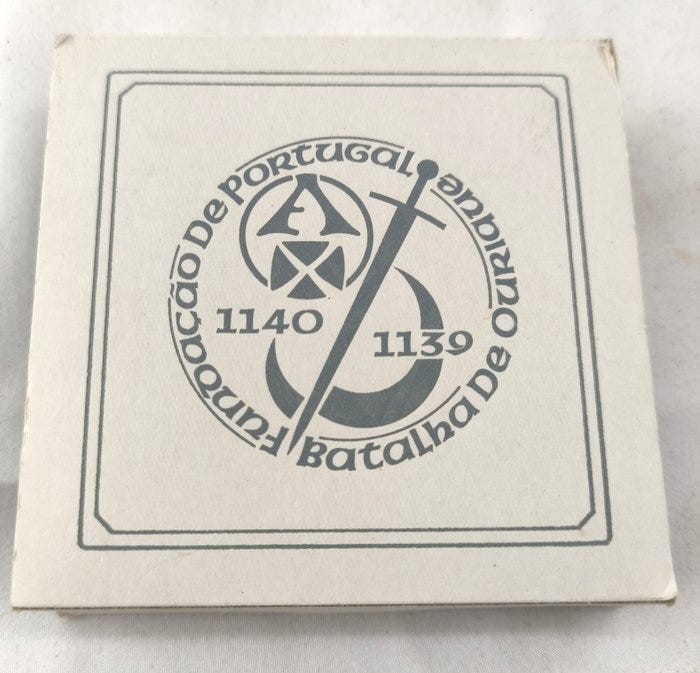 FUNDAÇÃO De PORTUGAL
BATALHA De OURIQUE
A
1140
1139